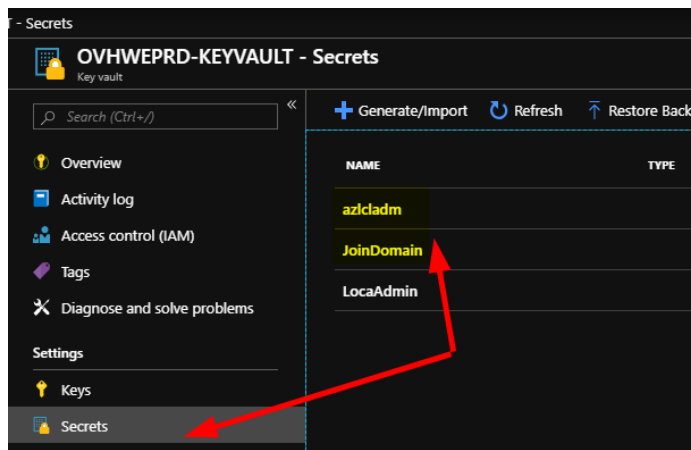 - Secrets
OVHWEPRD-KEYVAULT - Secrets
Key vault
Search (Ctrl+/)
«
Overview
Activity log
Access control (IAM)
Tags
Diagnose and solve problems
Settings
Keys
Secrets
Generate/Import Refresh Restore Back
NAME TYPE
azlcladm
JoinDomain
LocaAdmin